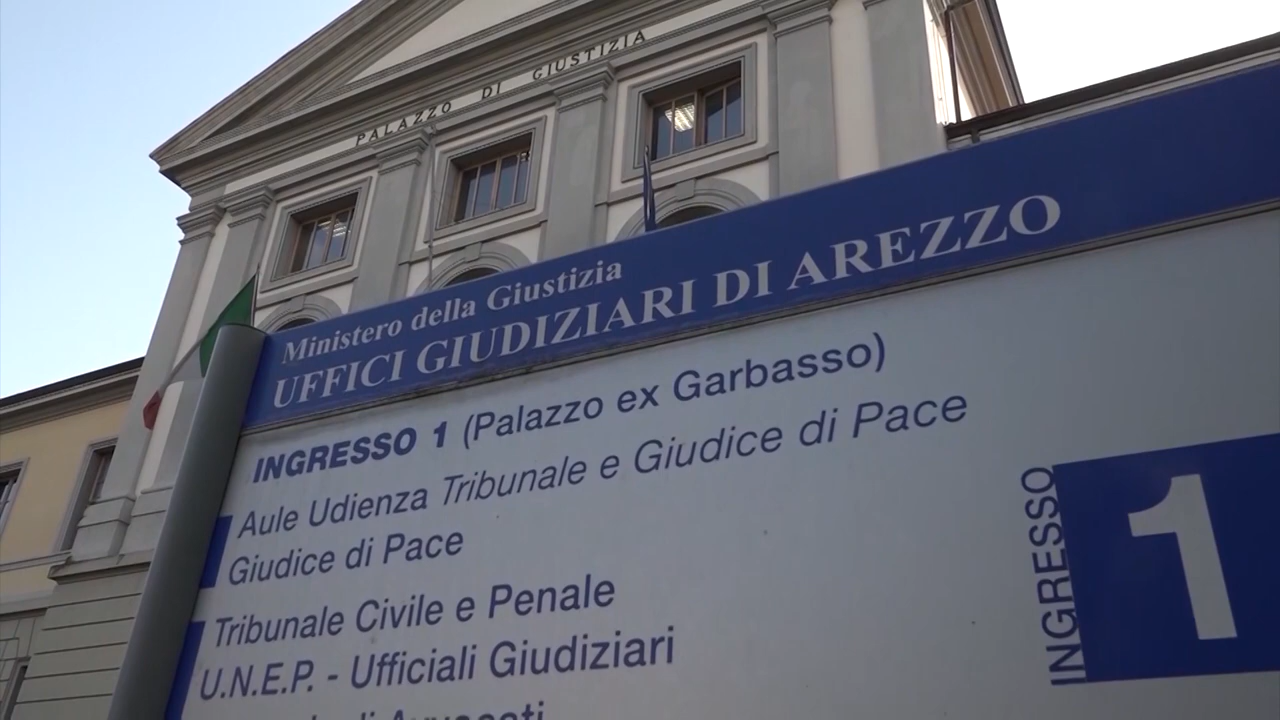 PALAZZO DI GIUSTIZIA
Ministero della Giustizia
UFFICI GIUDIZIARI DI AREZZO
INGRESSO 1 (Palazzo ex Garbasso)
Aule Udienza Tribunale e Giudice di Pace
Giudice di Pace
Tribunale Civile e Penale
U.N.E.P. - Ufficiali Giudiziari
INGRESSO 1